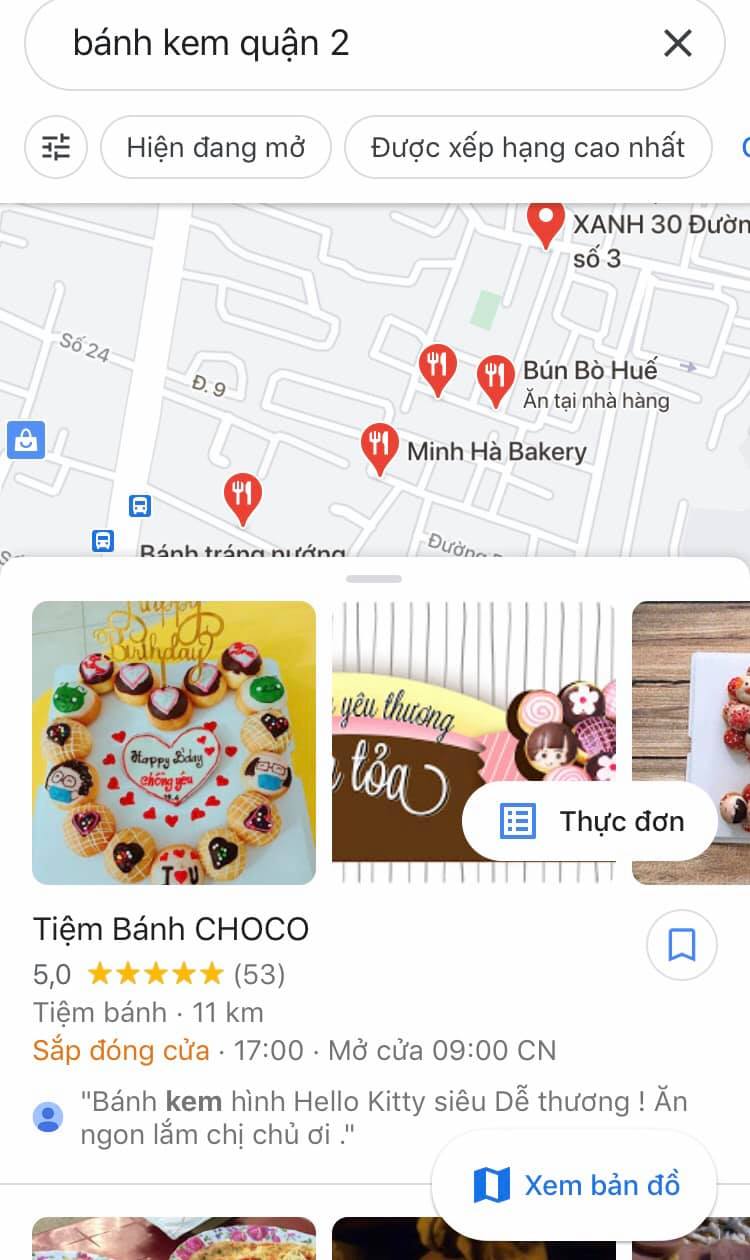 bánh kem quận 2
Hiện đang mở
Được xếp hạng cao nhất
XANH 30 Đườn
số 3
Số 24
Đ. 9
Bún Bò Huế
Ăn tại nhà hàng
Minh Hà Bakery
Bánh tráng nướng
Đường
Happy
Birthday
Happy Bday
chồng yêu
I U
yêu thương
tỏa
Thực đơn
Tiệm Bánh CHOCO
5,0 (53)
Tiệm bánh · 11 km
Sắp đóng cửa · 17:00 · Mở cửa 09:00 CN
"Bánh kem hình Hello Kitty siêu Dễ thương ! Ăn
ngon lắm chị chủ ơi ."
Xem bản đồ